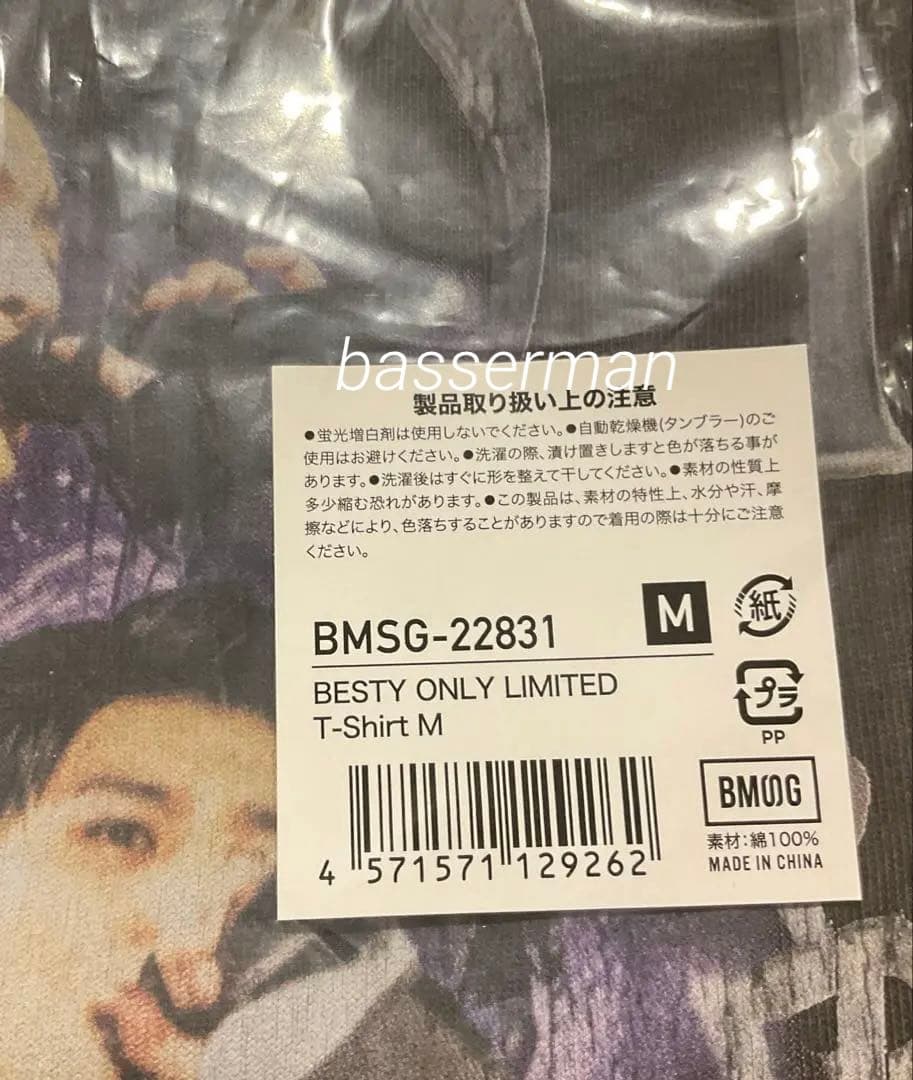 basserman
製品取り扱い上の注意
●蛍光増白剤は使用しないでください。●自動乾燥機(タンブラー)のご
使用はお避けください。●洗濯の際、漬け置きしますと色が落ちる事が
あります。●洗濯後はすぐに形を整えて干してください。●素材の性質上
多少縮む恐れがあります。●この製品は、素材の特性上、水分や汗、摩
擦などにより、色落ちすることがありますので着用の際は十分にご注意
ください。
BMSG-22831
M
紙
BESTY ONLY LIMITED
T-Shirt M
プラ
PP
BMSG
素材:綿100%
MADE IN CHINA
4 571571 129262